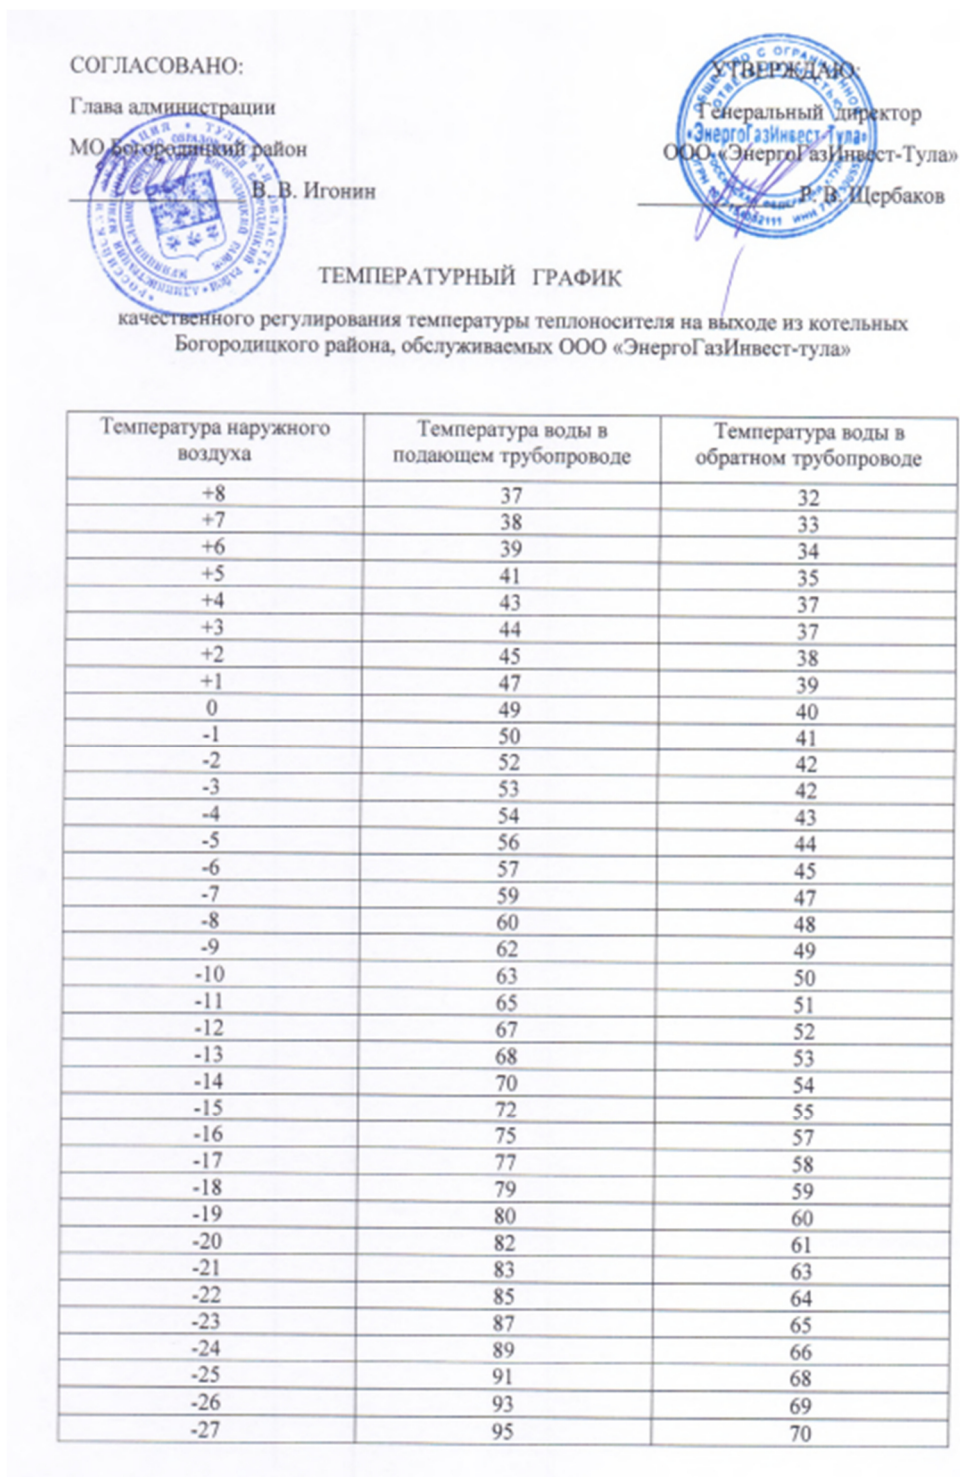 СОГЛАСОВАНО:
УТВЕРЖДАЮ:
Глава администрации
Генеральный директор
МО Богородицкий район
ООО «ЭнергоГазИнвест-Тула»
В. В. Игонин
Р. В. Щербаков
«ЭнергоГазИнвест-Тула»
ТЕМПЕРАТУРНЫЙ ГРАФИК
качественного регулирования температуры теплоносителя на выходе из котельных
Богородицкого района, обслуживаемых ООО «ЭнергоГазИнвест-тула»
Температура наружного воздуха Температура воды в подающем трубопроводе Температура воды в обратном трубопроводе
+8 37 32
+7 38 33
+6 39 34
+5 41 35
+4 43 37
+3 44 37
+2 45 38
+1 47 39
0 49 40
-1 50 41
-2 52 42
-3 53 42
-4 54 43
-5 56 44
-6 57 45
-7 59 47
-8 60 48
-9 62 49
-10 63 50
-11 65 51
-12 67 52
-13 68 53
-14 70 54
-15 72 55
-16 75 57
-17 77 58
-18 79 59
-19 80 60
-20 82 61
-21 83 63
-22 85 64
-23 87 65
-24 89 66
-25 91 68
-26 93 69
-27 95 70